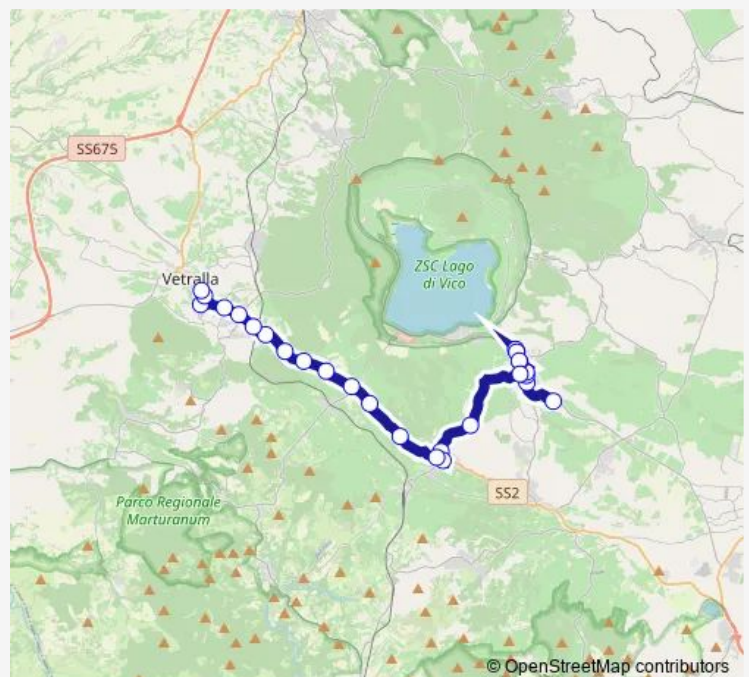 SS675
Vetralla
ZSC Lago
di Vico
Parco Regionale
Marturanum
SS2
© OpenStreetMap contributors